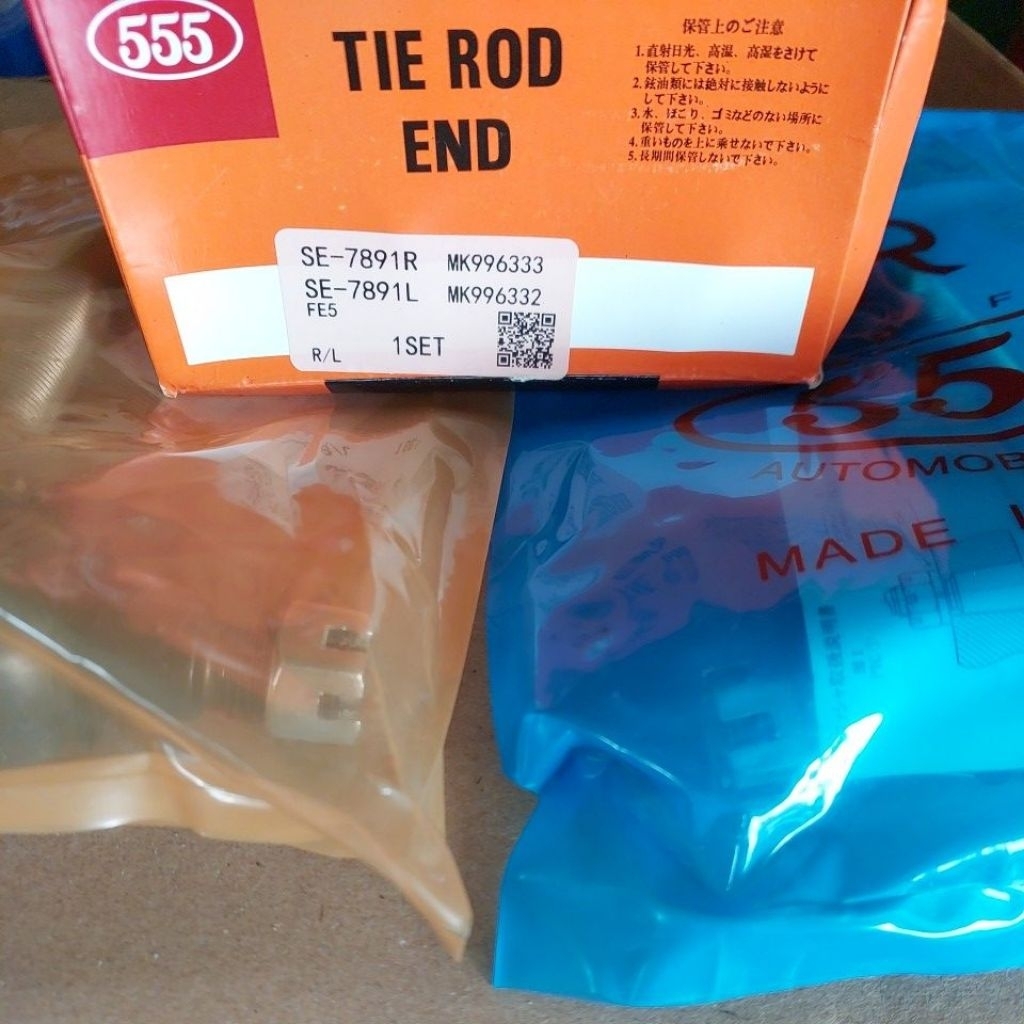 555
TIE ROD
END
保管上のご注意
1.直射日光、高温、高湿をさけて
保管して下さい。
2.鉱油類には絶対に接触しないように
して下さい。
3.水、ほこり、ゴミなどのない場所に
保管して下さい。
4.重いものを上に乗せないで下さい。
5.長期間保管しないで下さい。
SE-7891R MK996333
SE-7891L MK996332
FE5
R/L 1SET
R
F
55
AUTOMOB
MADE